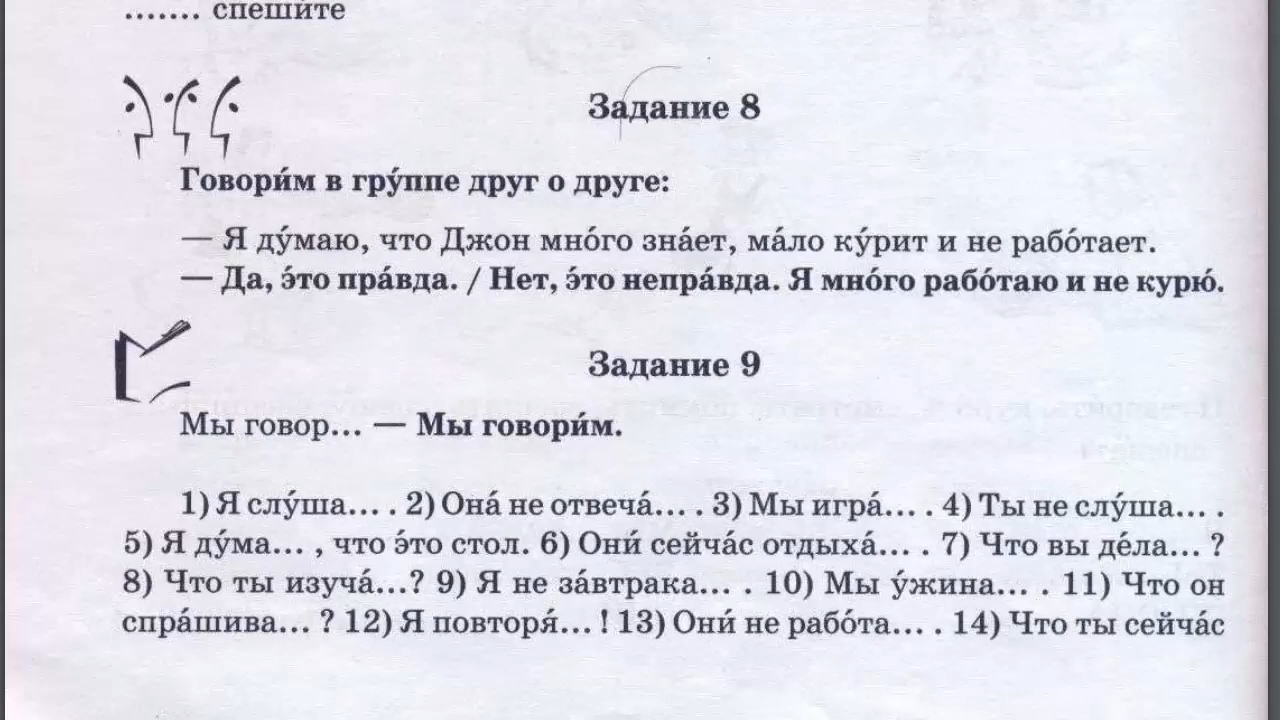 ....... спеши́те
Задание 8
Говори́м в гру́ппе друг о друге:
— Я ду́маю, что Джон мно́го зна́ет, ма́ло ку́рит и не рабо́тает.
— Да, э́то пра́вда. / Нет, э́то непра́вда. Я мно́го рабо́таю и не курю́.
Задание 9
Мы говор... — Мы говори́м.
1) Я слу́ша... . 2) Она́ не отвеча́... . 3) Мы игра́... . 4) Ты не слу́ша... .
5) Я ду́ма... , что э́то стол. 6) Они́ сейча́с отдыха́... . 7) Что вы де́ла... ?
8) Что ты изуча́...? 9) Я не за́втрака... . 10) Мы у́жина... . 11) Что он
спра́шива... ? 12) Я повторя́... ! 13) Они́ не рабо́та... . 14) Что ты сейча́с